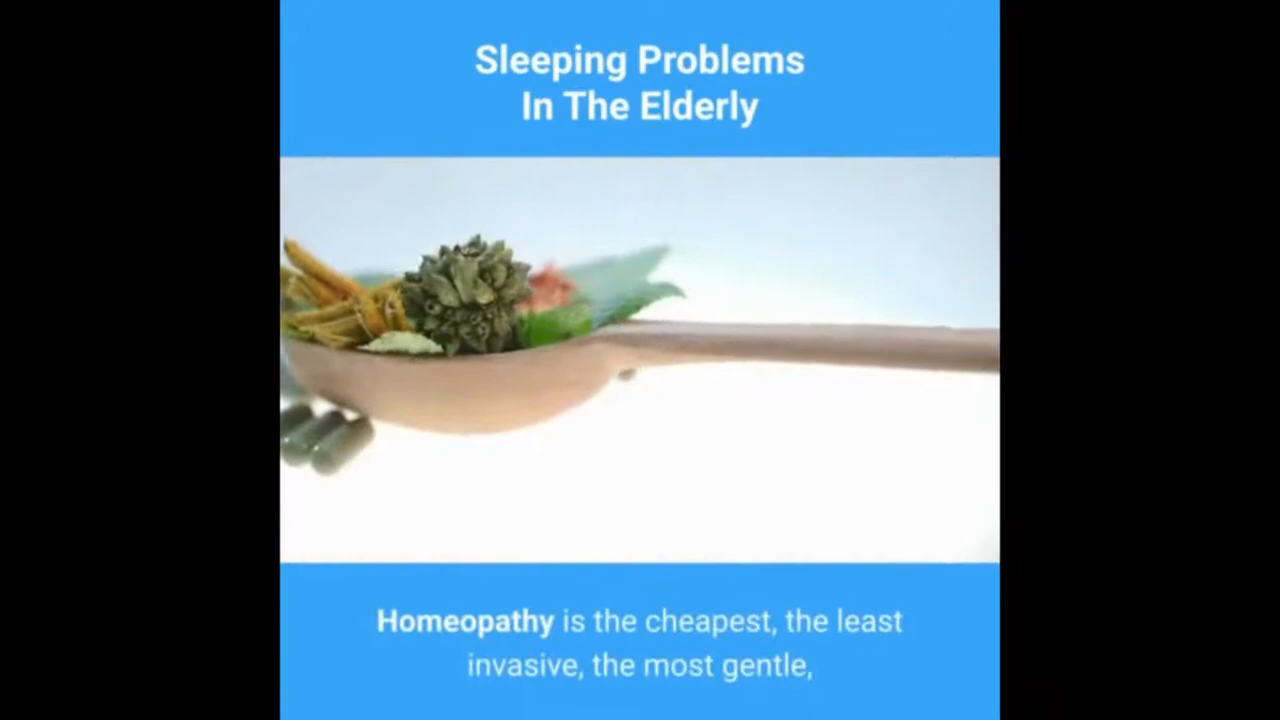 Sleeping Problems
In The Elderly
Homeopathy is the cheapest, the least
invasive, the most gentle,